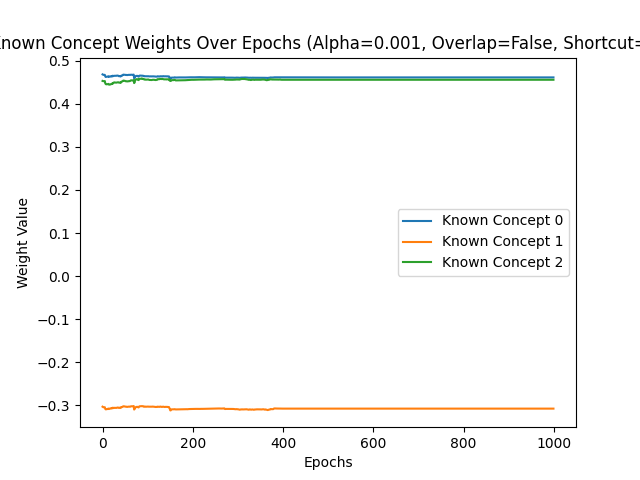 Known Concept Weights Over Epochs (Alpha=0.001, Overlap=False, Shortcut=
0.5
0.4
0.3
0.2
0.1
0.0
−0.1
−0.2
−0.3
Weight Value
Known Concept 0
Known Concept 1
Known Concept 2
0 200 400 600 800 1000
Epochs